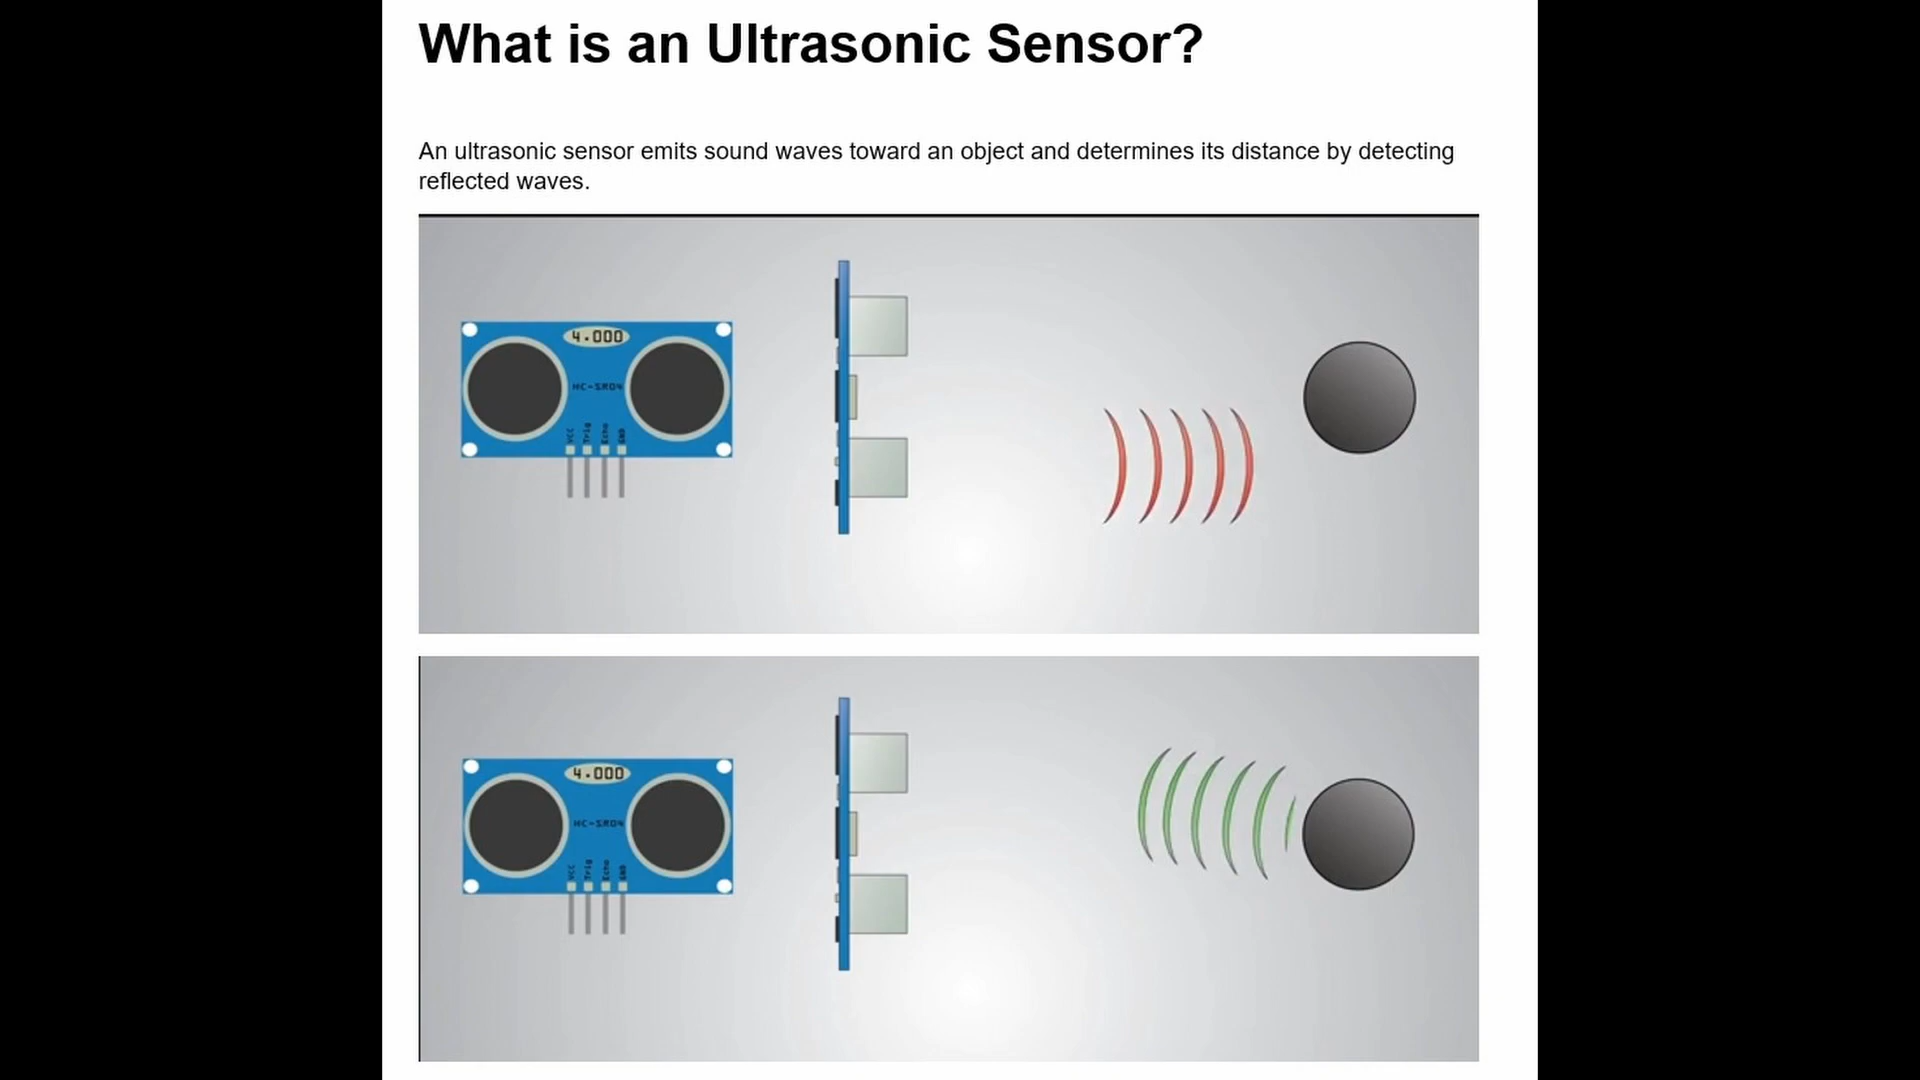 What is an Ultrasonic Sensor?
An ultrasonic sensor emits sound waves toward an object and determines its distance by detecting
reflected waves.
4.000
HC-SR04
VCC Trig Echo GND
4.000
HC-SR04
VCC Trig Echo GND